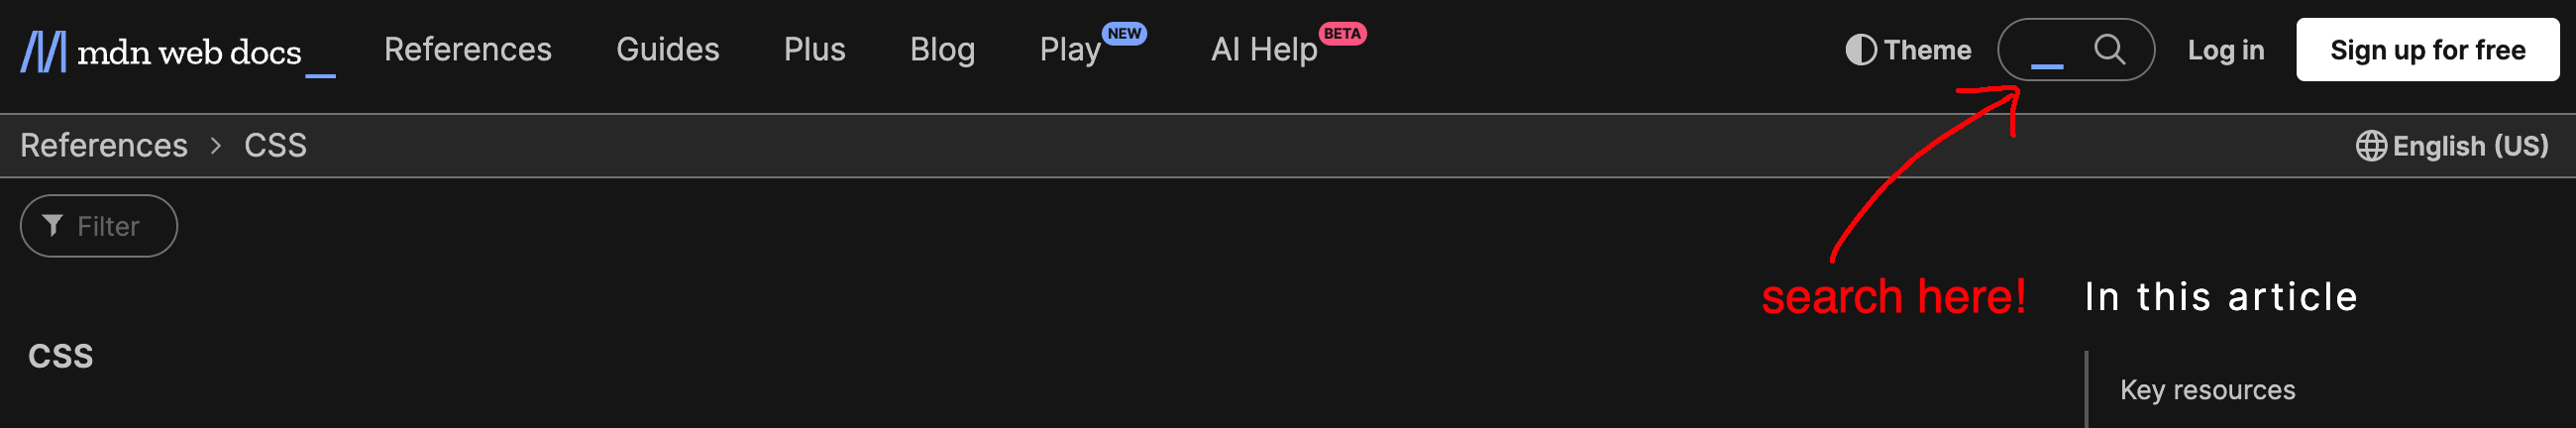 mdn web docs_ References Guides Plus Blog Play NEW AI Help BETA Theme Log in Sign up for free
References > CSS English (US)
Filter
search here! In this article
CSS
Key resources